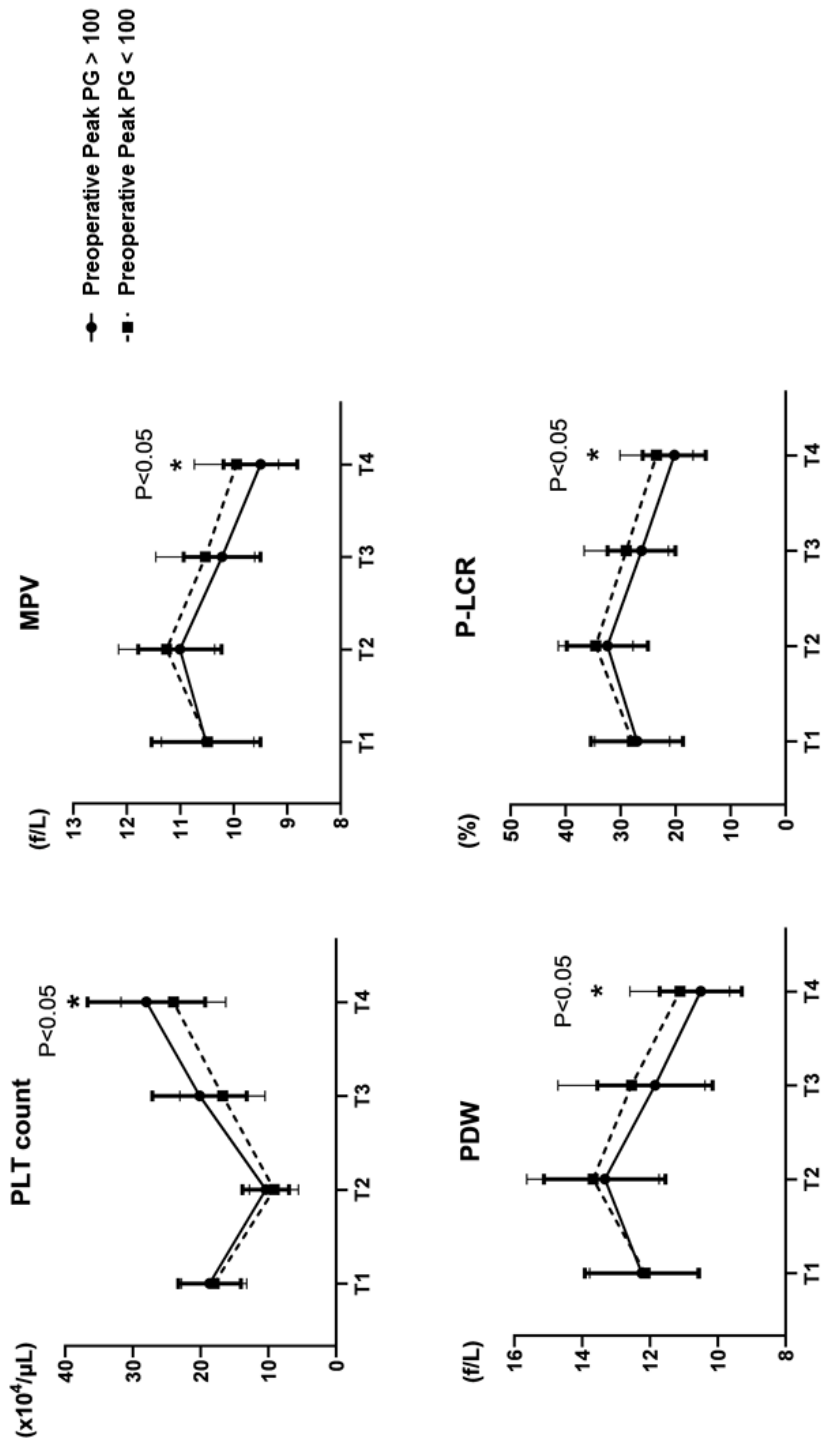 PLT count
(x10⁴/µL)
40
30
20
10
0
P<0.05
*
T1 T2 T3 T4
MPV
(f/L)
13
12
11
10
9
8
P<0.05
*
T1 T2 T3 T4
Preoperative Peak PG > 100
Preoperative Peak PG < 100
PDW
(f/L)
16
14
12
10
8
P<0.05
*
T1 T2 T3 T4
P-LCR
(%)
50
40
30
20
10
0
P<0.05
*
T1 T2 T3 T4